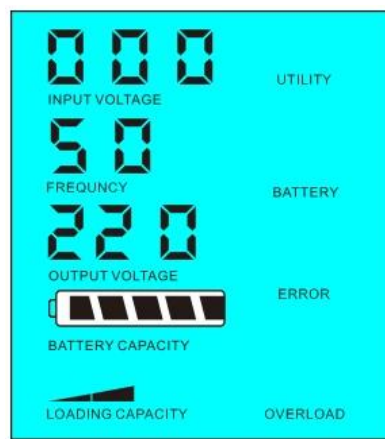 000
INPUT VOLTAGE
UTILITY
50
FREQUNCY
BATTERY
220
OUTPUT VOLTAGE
ERROR
BATTERY CAPACITY
LOADING CAPACITY
OVERLOAD